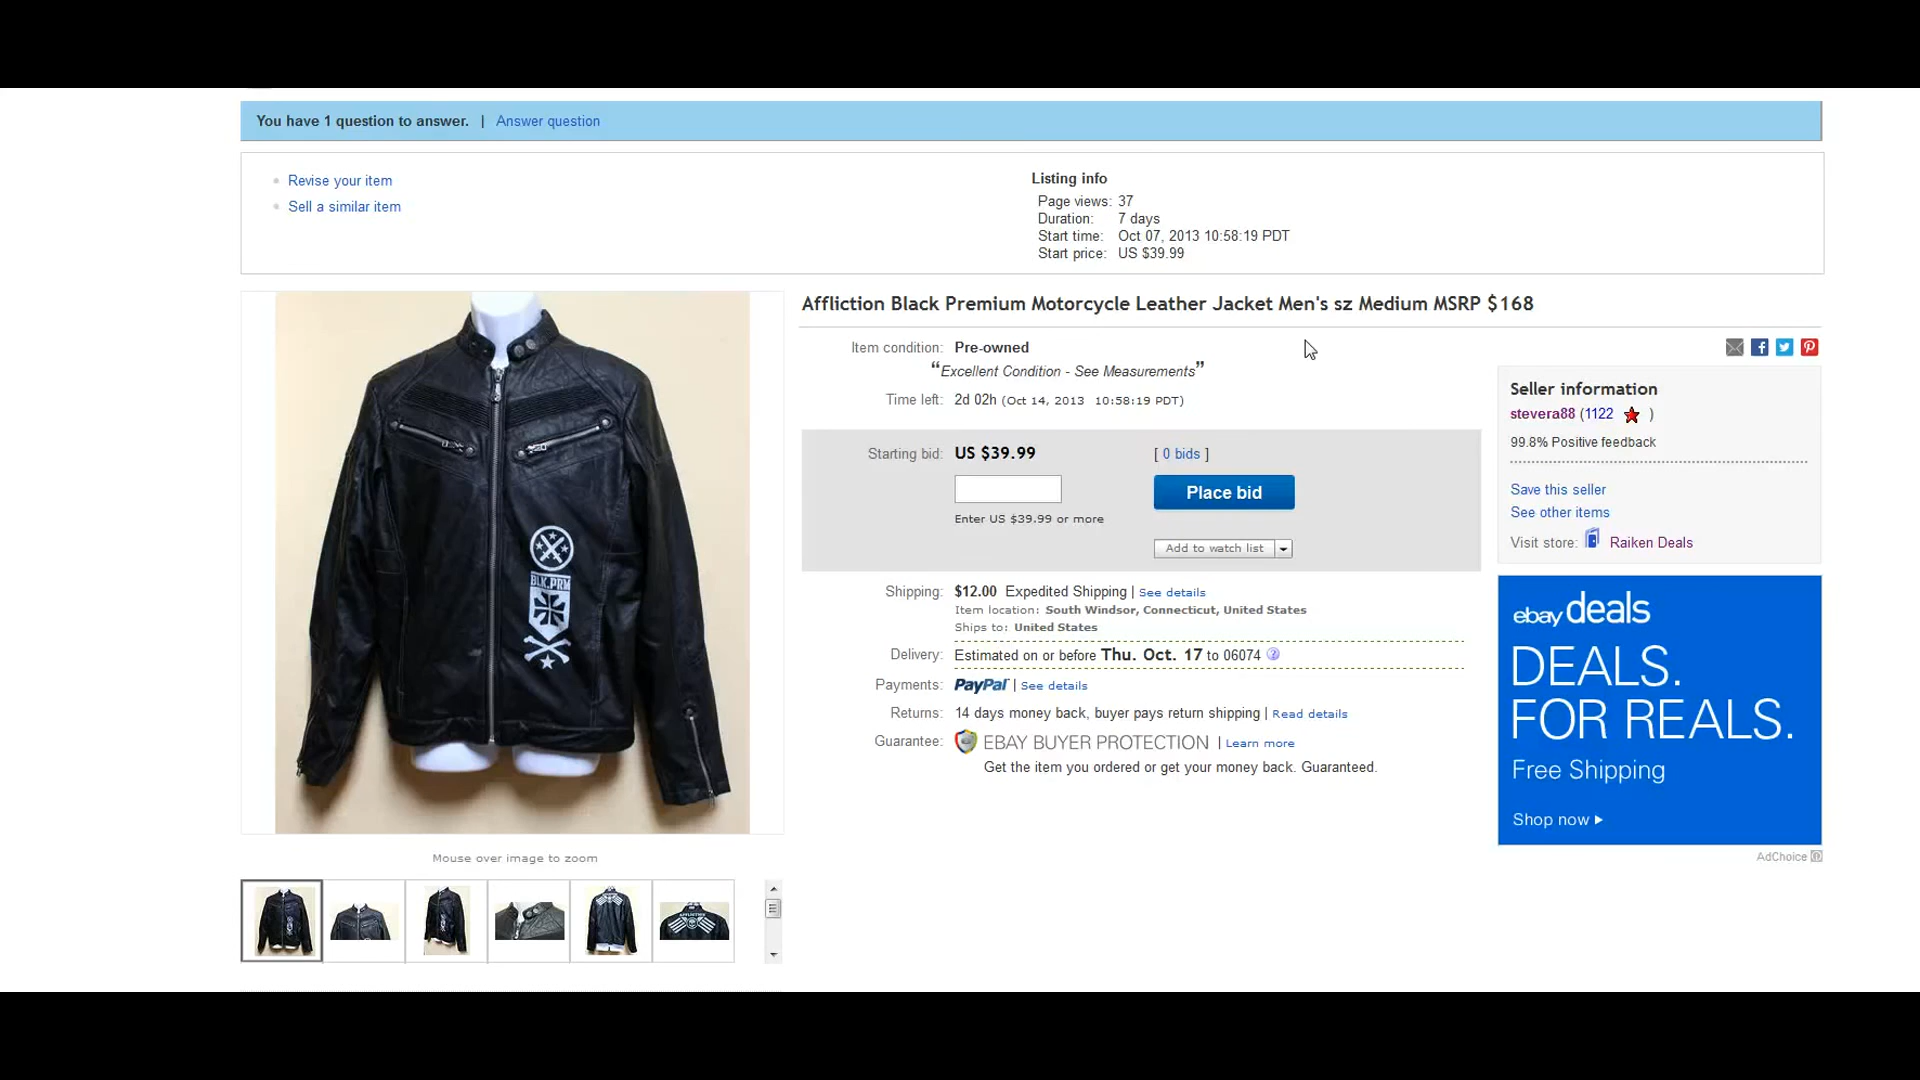 You have 1 question to answer. | Answer question
Revise your item
Sell a similar item
Listing info
Page views: 37
Duration: 7 days
Start time: Oct 07, 2013 10:58:19 PDT
Start price: US $39.99
Affliction Black Premium Motorcycle Leather Jacket Men's sz Medium MSRP $168
Item condition: Pre-owned
“Excellent Condition - See Measurements”
Time left: 2d 02h (Oct 14, 2013 10:58:19 PDT)
Starting bid: US $39.99 [ 0 bids ]
Place bid
Enter US $39.99 or more
Add to watch list
Shipping: $12.00 Expedited Shipping | See details
Item location: South Windsor, Connecticut, United States
Ships to: United States
Delivery: Estimated on or before Thu. Oct. 17 to 06074 ?
Payments: PayPal | See details
Returns: 14 days money back, buyer pays return shipping | Read details
Guarantee: EBAY BUYER PROTECTION | Learn more
Get the item you ordered or get your money back. Guaranteed.
Seller information
stevera88 (1122 )
99.8% Positive feedback
Save this seller
See other items
Visit store: Raiken Deals
ebay deals
DEALS.
FOR REALS.
Free Shipping
Shop now
AdChoice
BLK.PRM
Mouse over image to zoom
AFFLICTION